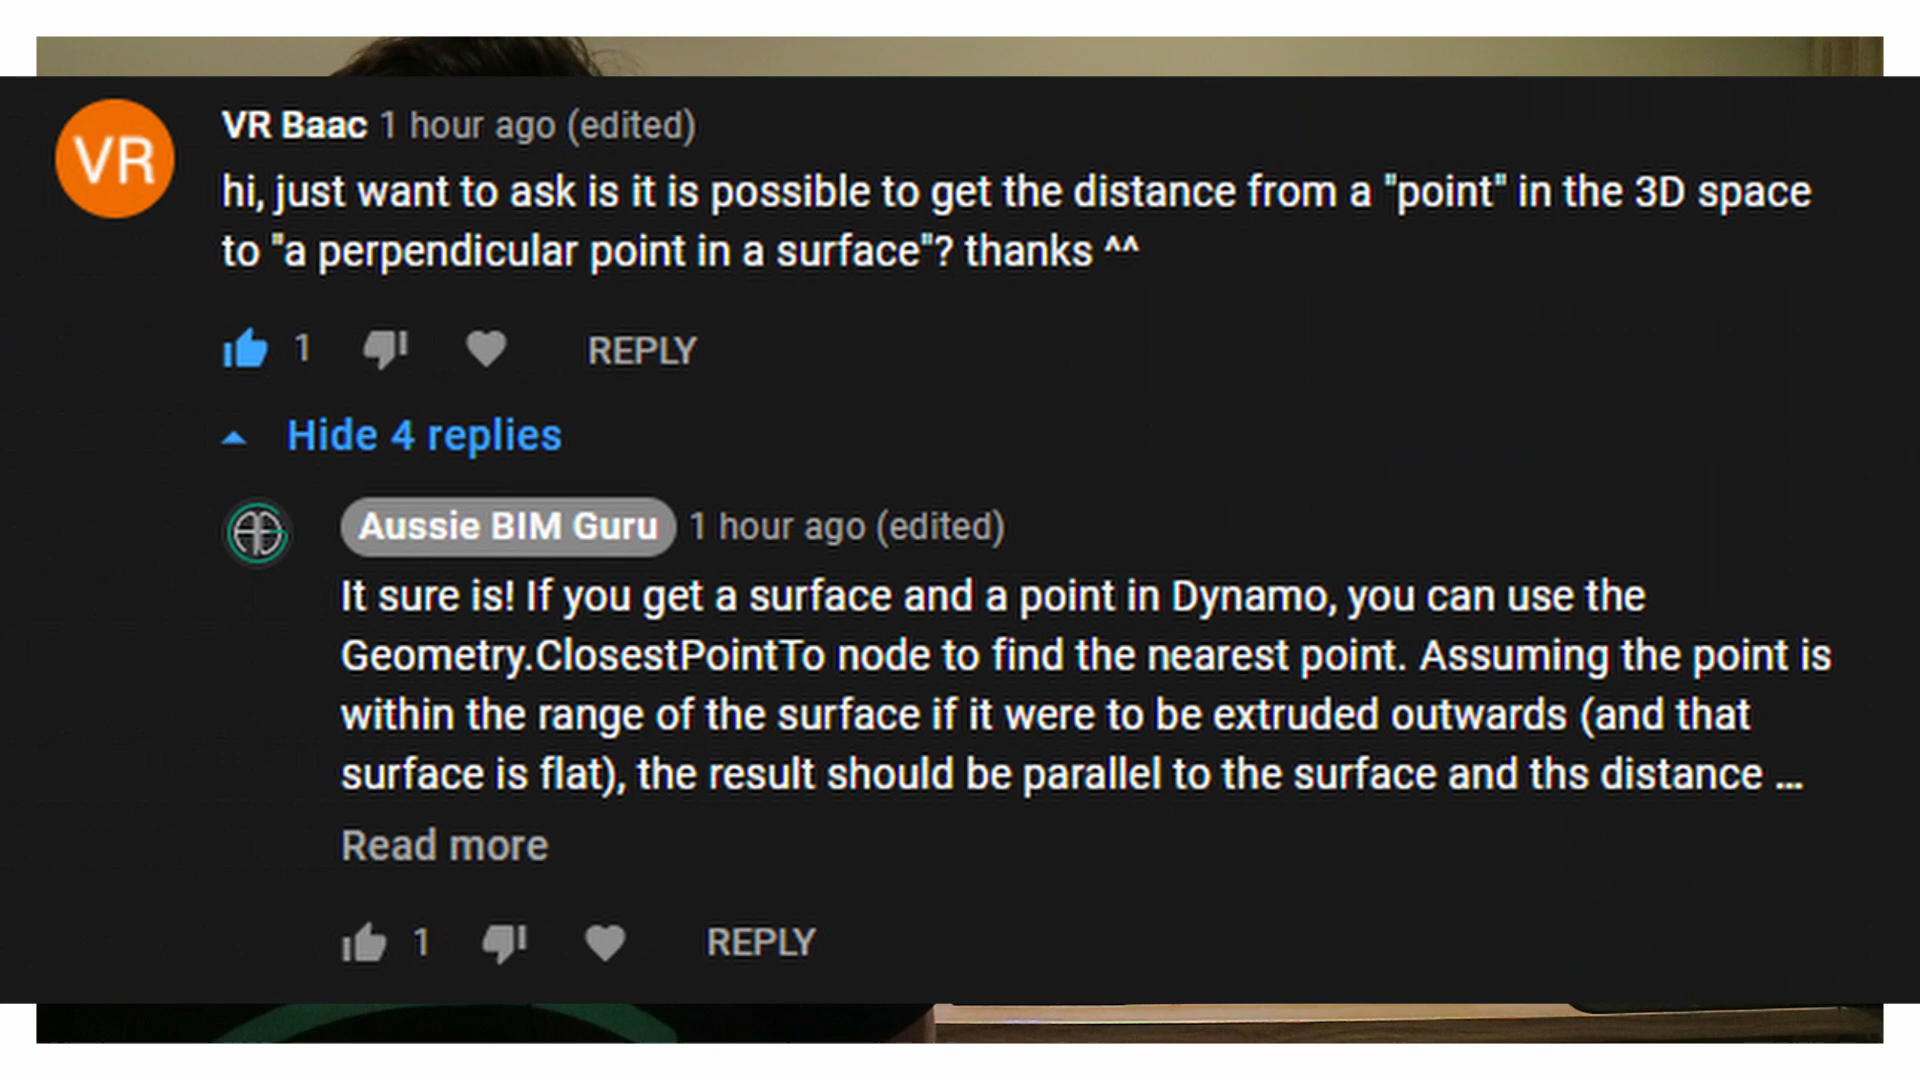 VR
VR Baac 1 hour ago (edited)
hi, just want to ask is it is possible to get the distance from a "point" in the 3D space
to "a perpendicular point in a surface"? thanks ^^
1 REPLY
Hide 4 replies
Aussie BIM Guru 1 hour ago (edited)
It sure is! If you get a surface and a point in Dynamo, you can use the
Geometry.ClosestPointTo node to find the nearest point. Assuming the point is
within the range of the surface if it were to be extruded outwards (and that
surface is flat), the result should be parallel to the surface and ths distance ...
Read more
1 REPLY